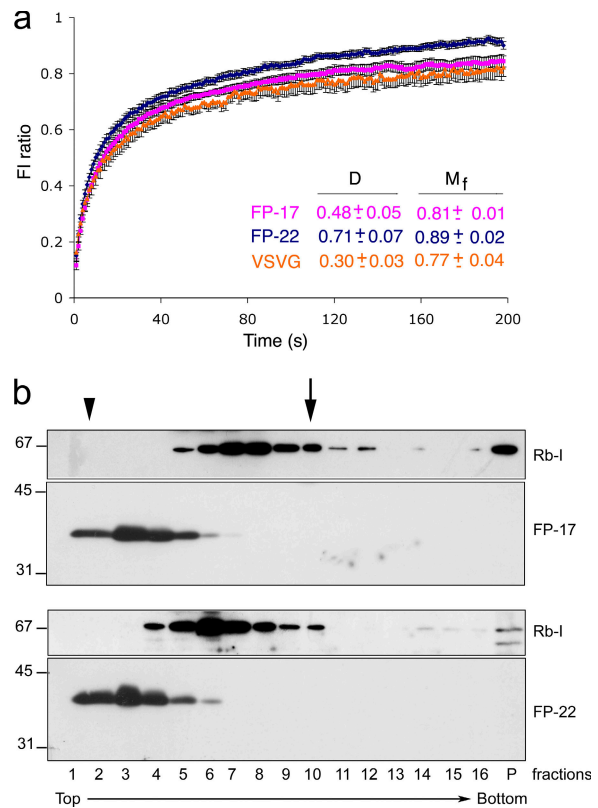 a
FI ratio
1
0.8
0.6
0.4
0.2
0
0 40 80 120 160 200
Time (s)
D Mf
FP-17 0.48±0.05 0.81± 0.01
FP-22 0.71±0.07 0.89± 0.02
VSVG 0.30±0.03 0.77± 0.04
b
67
Rb-I
45
FP-17
31
67
Rb-I
45
FP-22
31
1 2 3 4 5 6 7 8 9 10 11 12 13 14 15 16 P fractions
Top Bottom